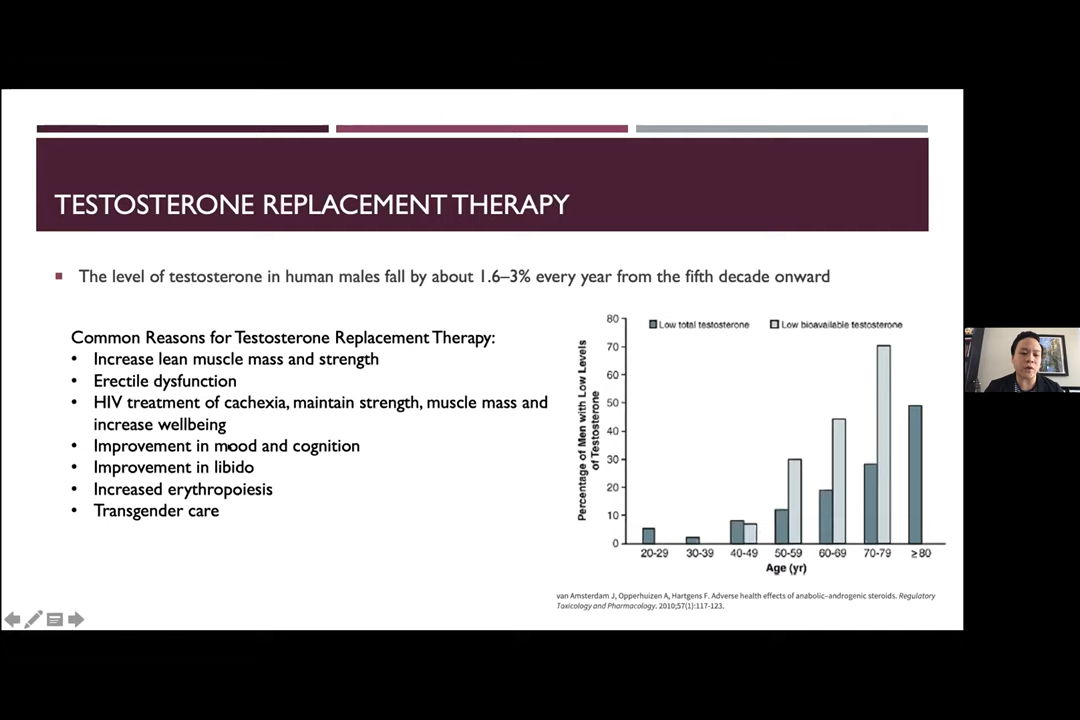 TESTOSTERONE REPLACEMENT THERAPY
The level of testosterone in human males fall by about 1.6–3% every year from the fifth decade onward
Common Reasons for Testosterone Replacement Therapy:
• Increase lean muscle mass and strength
• Erectile dysfunction
• HIV treatment of cachexia, maintain strength, muscle mass and
increase wellbeing
• Improvement in mood and cognition
• Improvement in libido
• Increased erythropoiesis
• Transgender care
Low total testosterone
Low bioavailable testosterone
Percentage of Men with Low Levels
of Testosterone
80
70
60
50
40
30
20
10
0
20-29 30-39 40-49 50-59 60-69 70-79 ≥80
Age (yr)
van Amsterdam J, Opperhuizen A, Hartgens F. Adverse health effects of anabolic–androgenic steroids. Regulatory
Toxicology and Pharmacology. 2010;57(1):117-123.